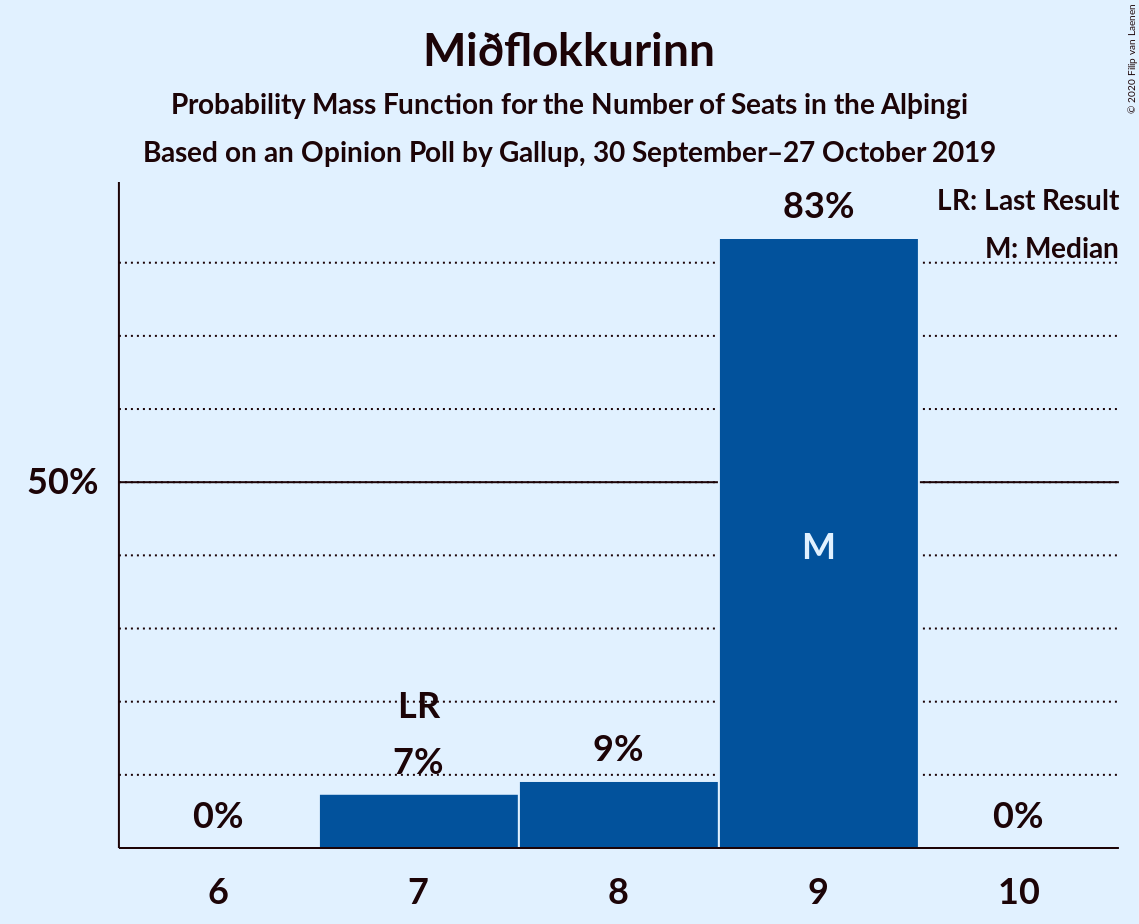 Miðflokkurinn
Probability Mass Function for the Number of Seats in the Alþingi
Based on an Opinion Poll by Gallup, 30 September–27 October 2019
© 2020 Filip van Laenen
LR: Last Result
M: Median
83%
50%
M
LR
7%
9%
0%
0%
6 7 8 9 10